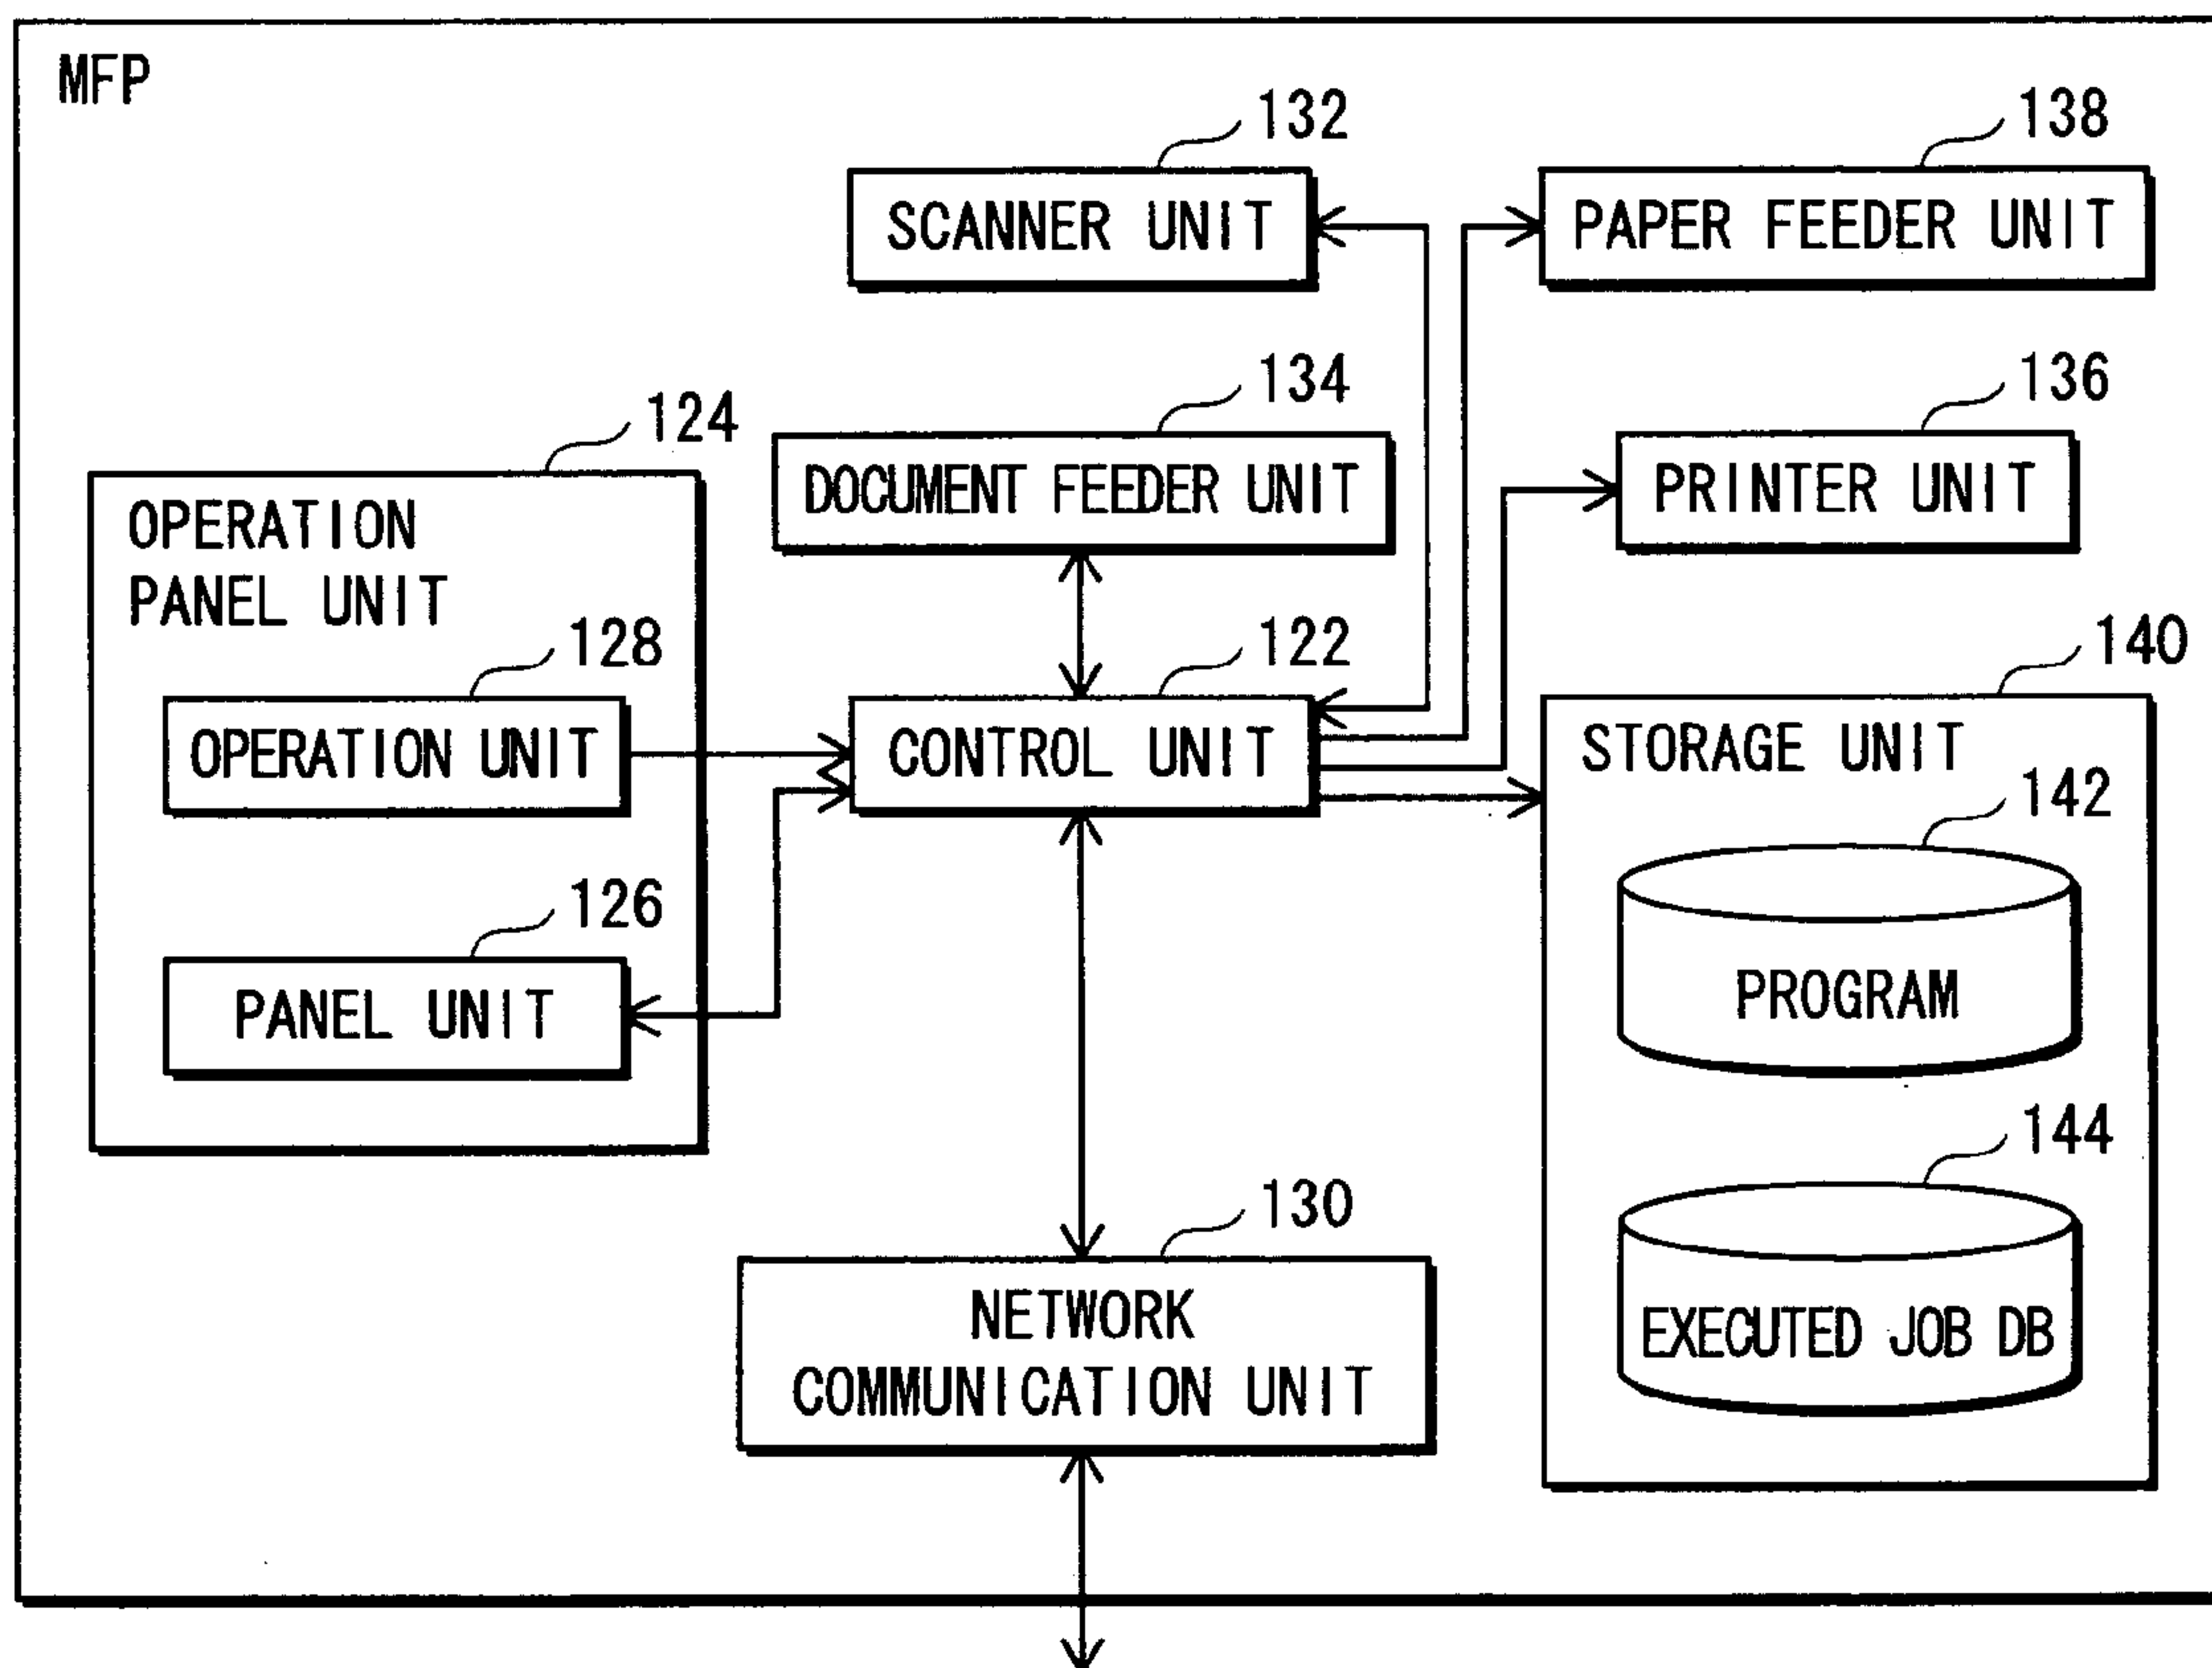 MFP
132
SCANNER UNIT
138
PAPER FEEDER UNIT
134
DOCUMENT FEEDER UNIT
136
PRINTER UNIT
124
OPERATION
PANEL UNIT
128
OPERATION UNIT
126
PANEL UNIT
122
CONTROL UNIT
140
STORAGE UNIT
142
PROGRAM
144
EXECUTED JOB DB
130
NETWORK
COMMUNICATION UNIT